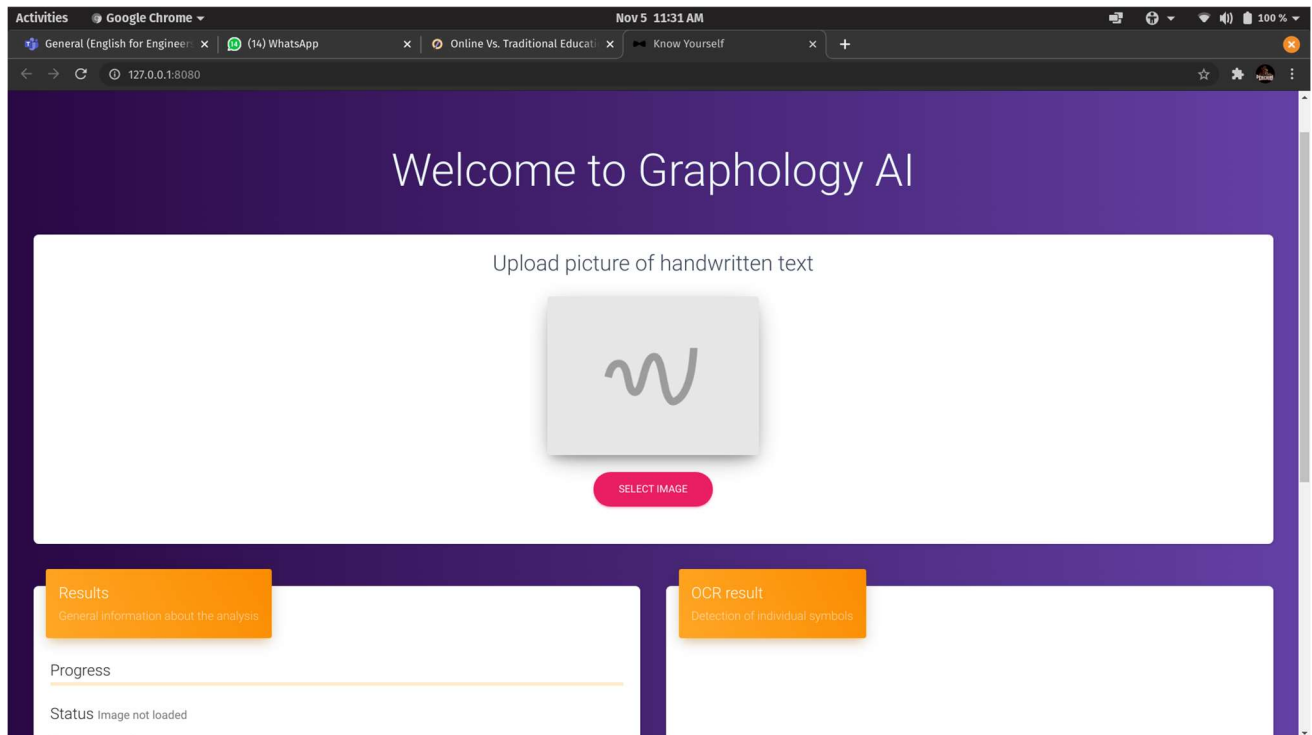 Activities Google Chrome Nov 5 11:31 AM 100 %
General (English for Engineer (14) WhatsApp Online Vs. Traditional Educati Know Yourself
127.0.0.1:8080
Welcome to Graphology AI
Upload picture of handwritten text
SELECT IMAGE
Results
General information about the analysis
OCR result
Detection of individual symbols
Progress
Status Image not loaded